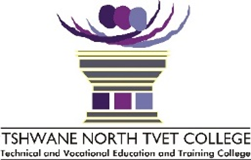 TSHWANE NORTH TVET COLLEGE
Technical and Vocational Education and Training College